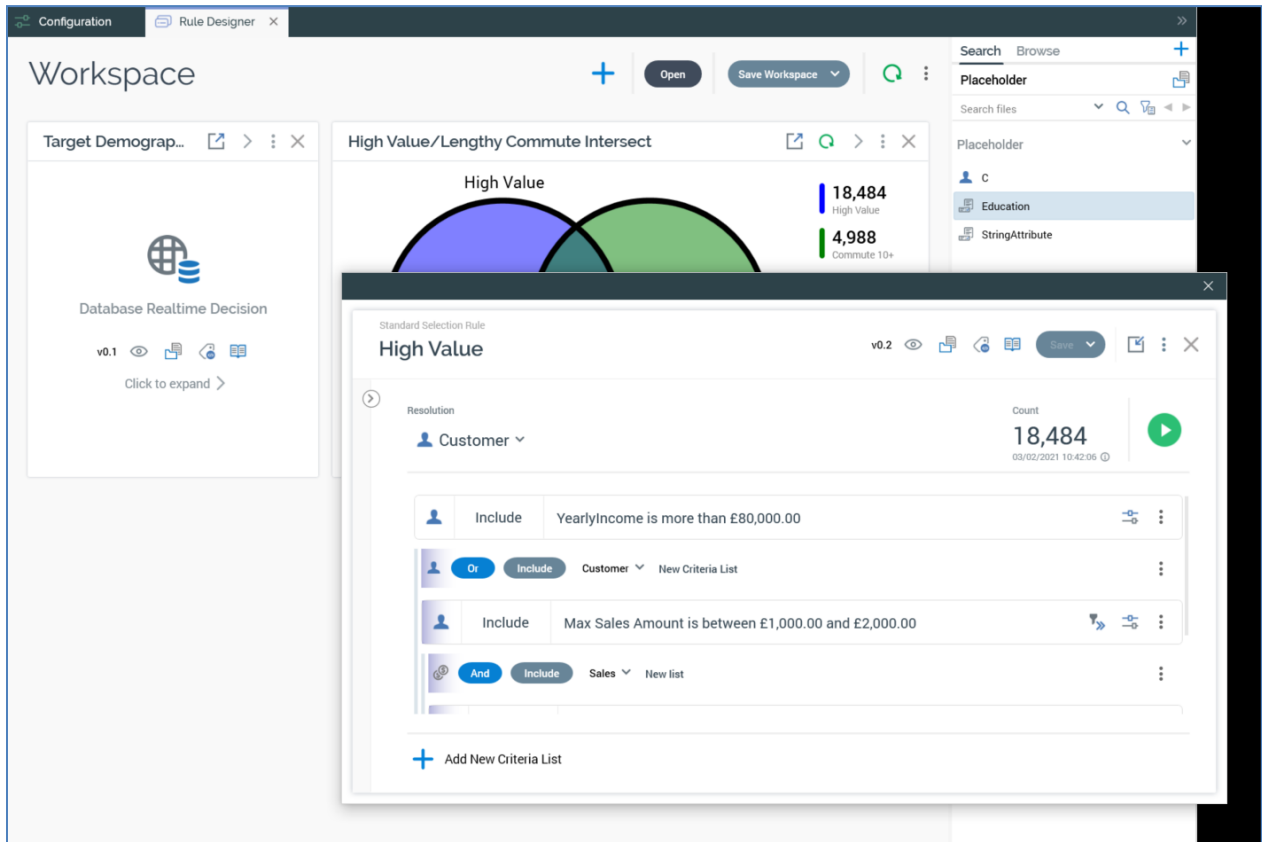 Configuration
Rule Designer
Workspace
Open
Save Workspace
Search Browse
Placeholder
Search files
Placeholder
C
Education
StringAttribute
Target Demograp...
Database Realtime Decision
v0.1
Click to expand
High Value/Lengthy Commute Intersect
High Value
18,484
High Value
4,988
Commute 10+
Standard Selection Rule
High Value
v0.2
Save
Resolution
Customer
Count
18,484
03/02/2021 10:42:06
Include YearlyIncome is more than £80,000.00
Or Include Customer New Criteria List
Include Max Sales Amount is between £1,000.00 and £2,000.00
And Include Sales New list
Add New Criteria List